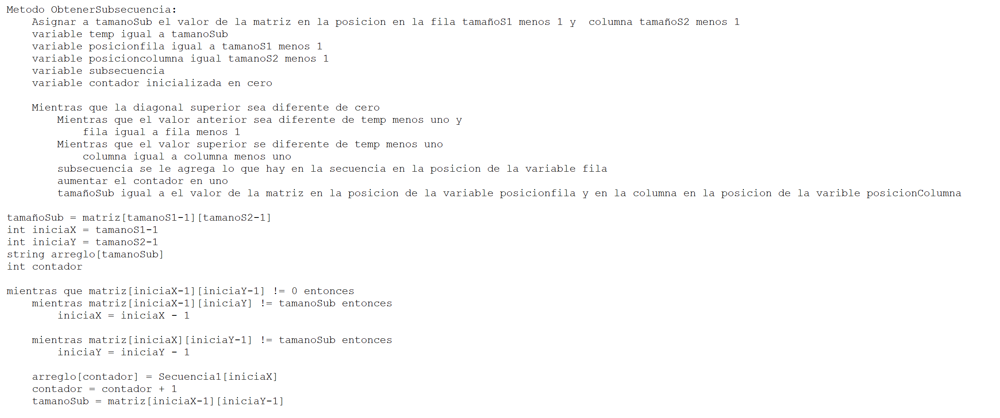 Metodo ObtenerSubsecuencia:
    Asignar a tamanoSub el valor de la matriz en la posicion en la fila tamañoS1 menos 1 y  columna tamañoS2 menos 1
    variable temp igual a tamanoSub
    variable posicionfila igual a tamanoS1 menos 1
    variable posicioncolumna igual tamanoS2 menos 1
    variable subsecuencia
    variable contador inicializada en cero

    Mientras que la diagonal superior sea diferente de cero
        Mientras que el valor anterior sea diferente de temp menos uno y
            fila igual a fila menos 1
        Mientras que el valor superior se diferente de temp menos uno
            columna igual a columna menos uno
        subsecuencia se le agrega lo que hay en la secuencia en la posicion de la variable fila
        aumentar el contador en uno
        tamañoSub igual a el valor de la matriz en la posicion de la variable posicionfila y en la columna en la posicion de la varible posicionColumna

tamañoSub = matriz[tamanoS1-1][tamanoS2-1]
int iniciaX = tamanoS1-1
int iniciaY = tamanoS2-1
string arreglo[tamanoSub]
int contador

mientras que matriz[iniciaX-1][iniciaY-1] != 0 entonces
    mientras matriz[iniciaX-1][iniciaY] != tamanoSub entonces
        iniciaX = iniciaX - 1

    mientras matriz[iniciaX][iniciaY-1] != tamanoSub entonces
        iniciaY = iniciaY - 1

    arreglo[contador] = Secuencia1[iniciaX]
    contador = contador + 1
    tamanoSub = matriz[iniciaX-1][iniciaY-1]